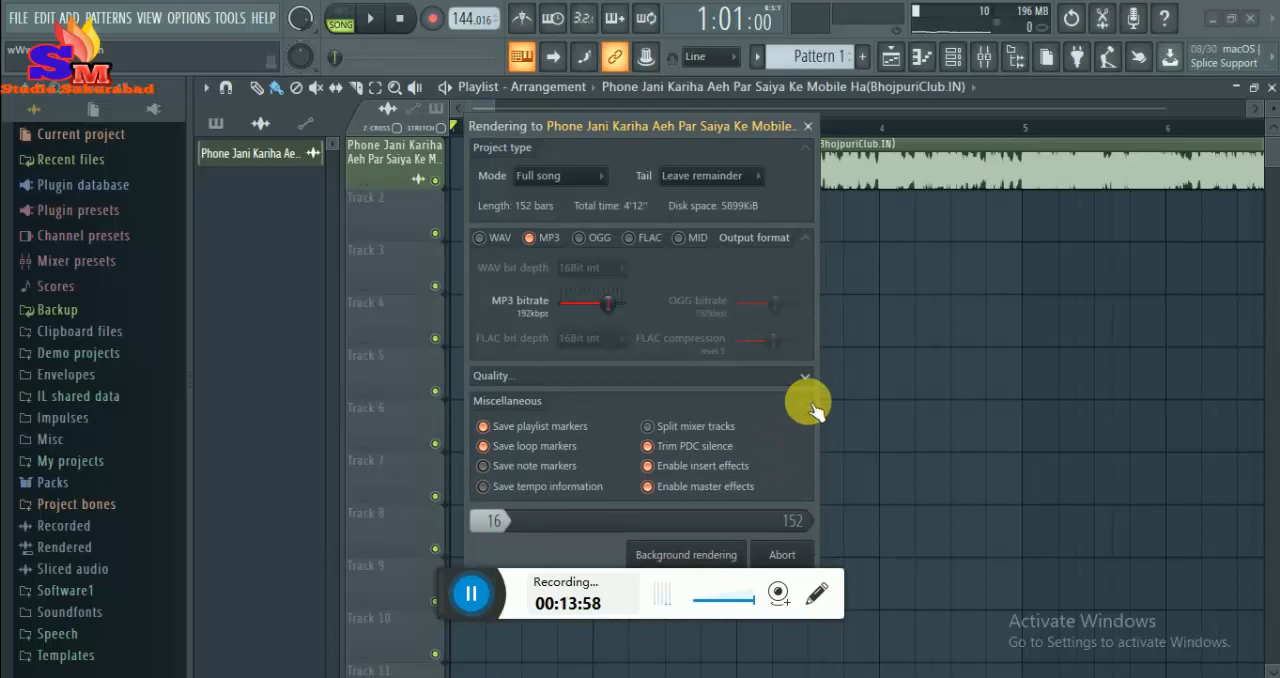 FILE EDIT ADD PATTERNS VIEW OPTIONS TOOLS HELP
SONG
144.016
3.2:
1:01:00
B:S:T
10
196 MB
0
SM
Studio Sakurabad
Line
Pattern 1
08/30 macOS
Splice Support
Playlist - Arrangement
Phone Jani Kariha Aeh Par Saiya Ke Mobile Ha(BhojpuriClub.IN)
Current project
Recent files
Plugin database
Plugin presets
Channel presets
Mixer presets
Scores
Backup
Clipboard files
Demo projects
Envelopes
IL shared data
Impulses
Misc
My projects
Packs
Project bones
Recorded
Rendered
Sliced audio
Software1
Soundfonts
Speech
Templates
Phone Jani Kariha Ae..
Z-CROSS
STRETCH
Phone Jani Kariha
Aeh Par Saiya Ke M..
Track 2
Track 3
Track 4
Track 5
Track 6
Track 7
Track 8
Track 9
Track 10
Track 11
4
5
6
BhojpuriClub.IN)
Rendering to Phone Jani Kariha Aeh Par Saiya Ke Mobile..
Project type
Mode
Full song
Tail
Leave remainder
Length: 152 bars
Total time: 4'12''
Disk space: 5899KiB
WAV
MP3
OGG
FLAC
MID
Output format
WAV bit depth
16Bit int
MP3 bitrate
192kbps
OGG bitrate
192kbps
FLAC bit depth
16Bit int
FLAC compression
level 5
Quality...
Miscellaneous
Save playlist markers
Split mixer tracks
Save loop markers
Trim PDC silence
Save note markers
Enable insert effects
Save tempo information
Enable master effects
16
152
Background rendering
Abort
Recording...
00:13:58
Activate Windows
Go to Settings to activate Windows.